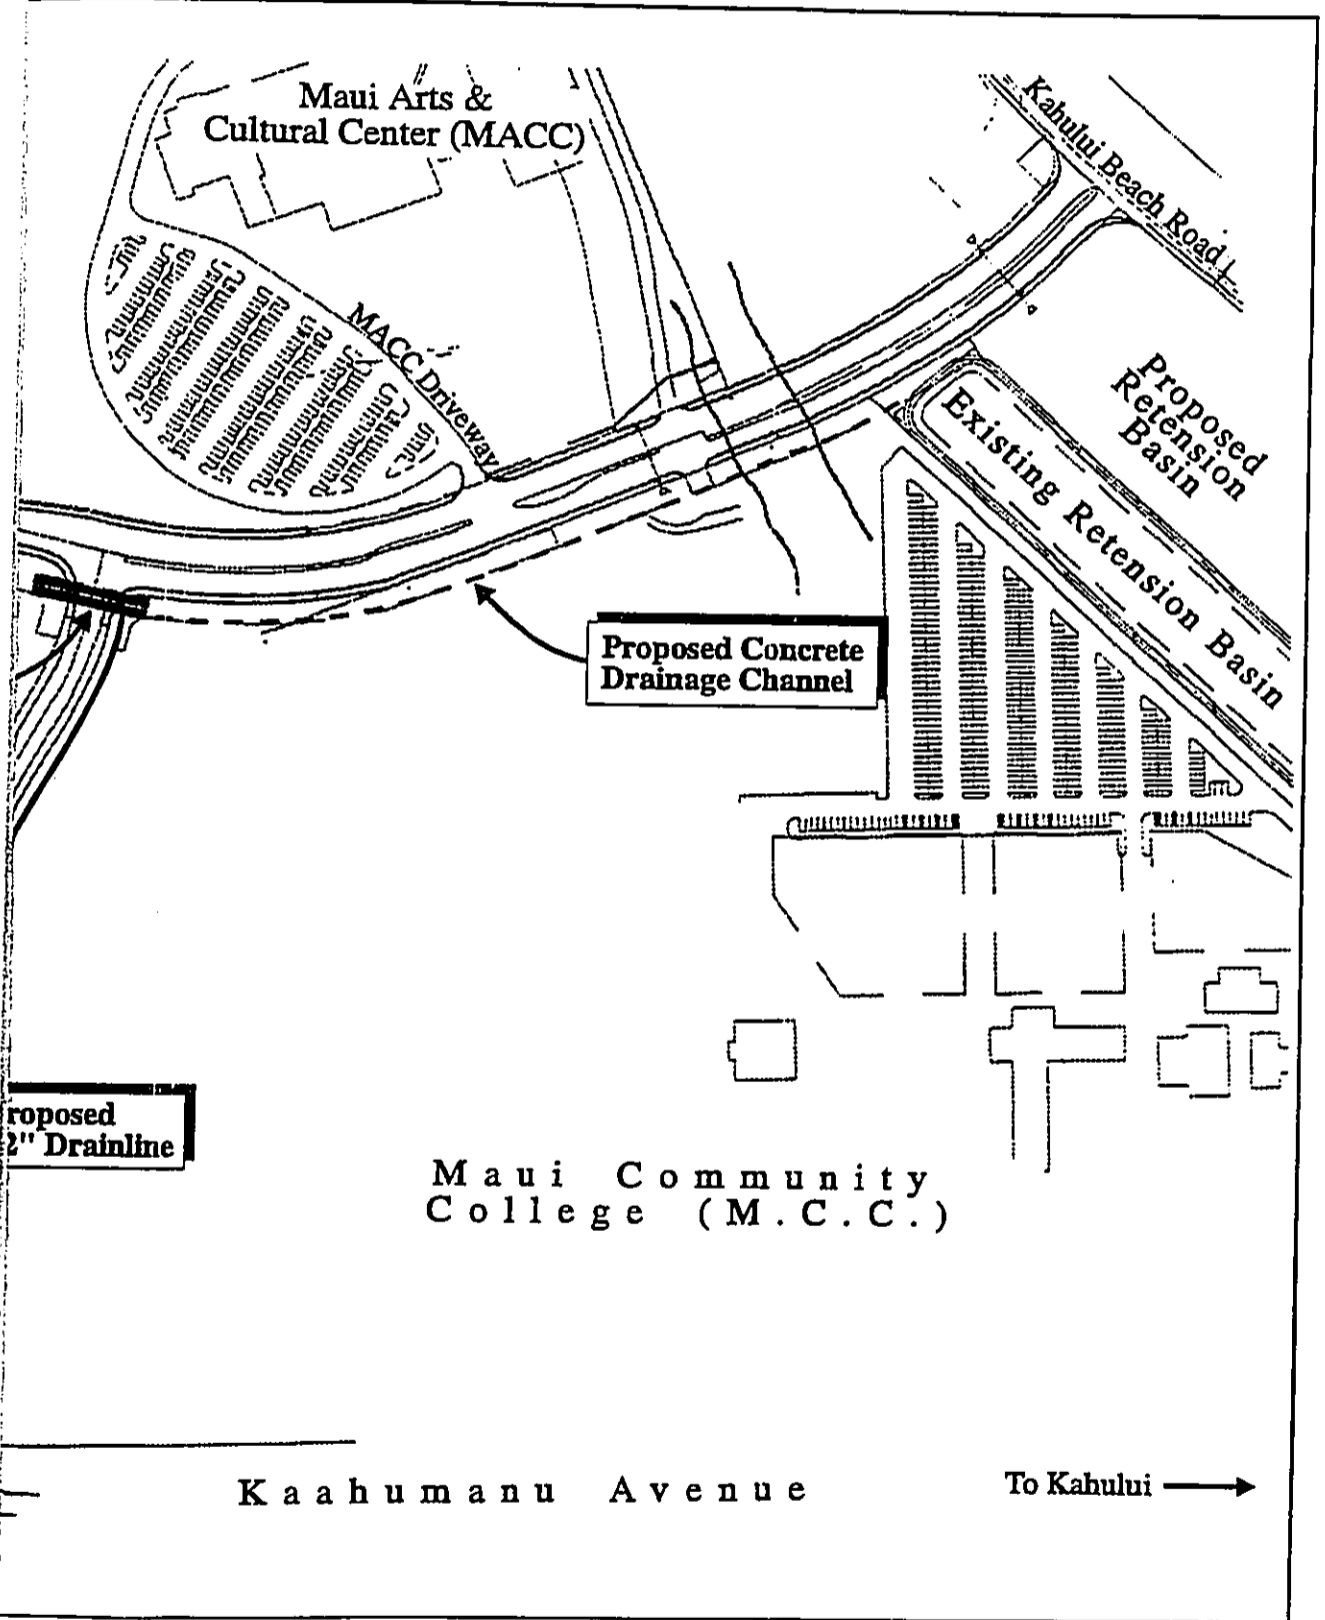 Maui Arts &
Cultural Center (MACC)
Kahului Beach Road
MACC Driveway
Proposed
Retension
Basin
Existing Retension Basin
Proposed Concrete
Drainage Channel
roposed
2" Drainline
Maui Community
College (M.C.C.)
Kaahumanu Avenue
To Kahului